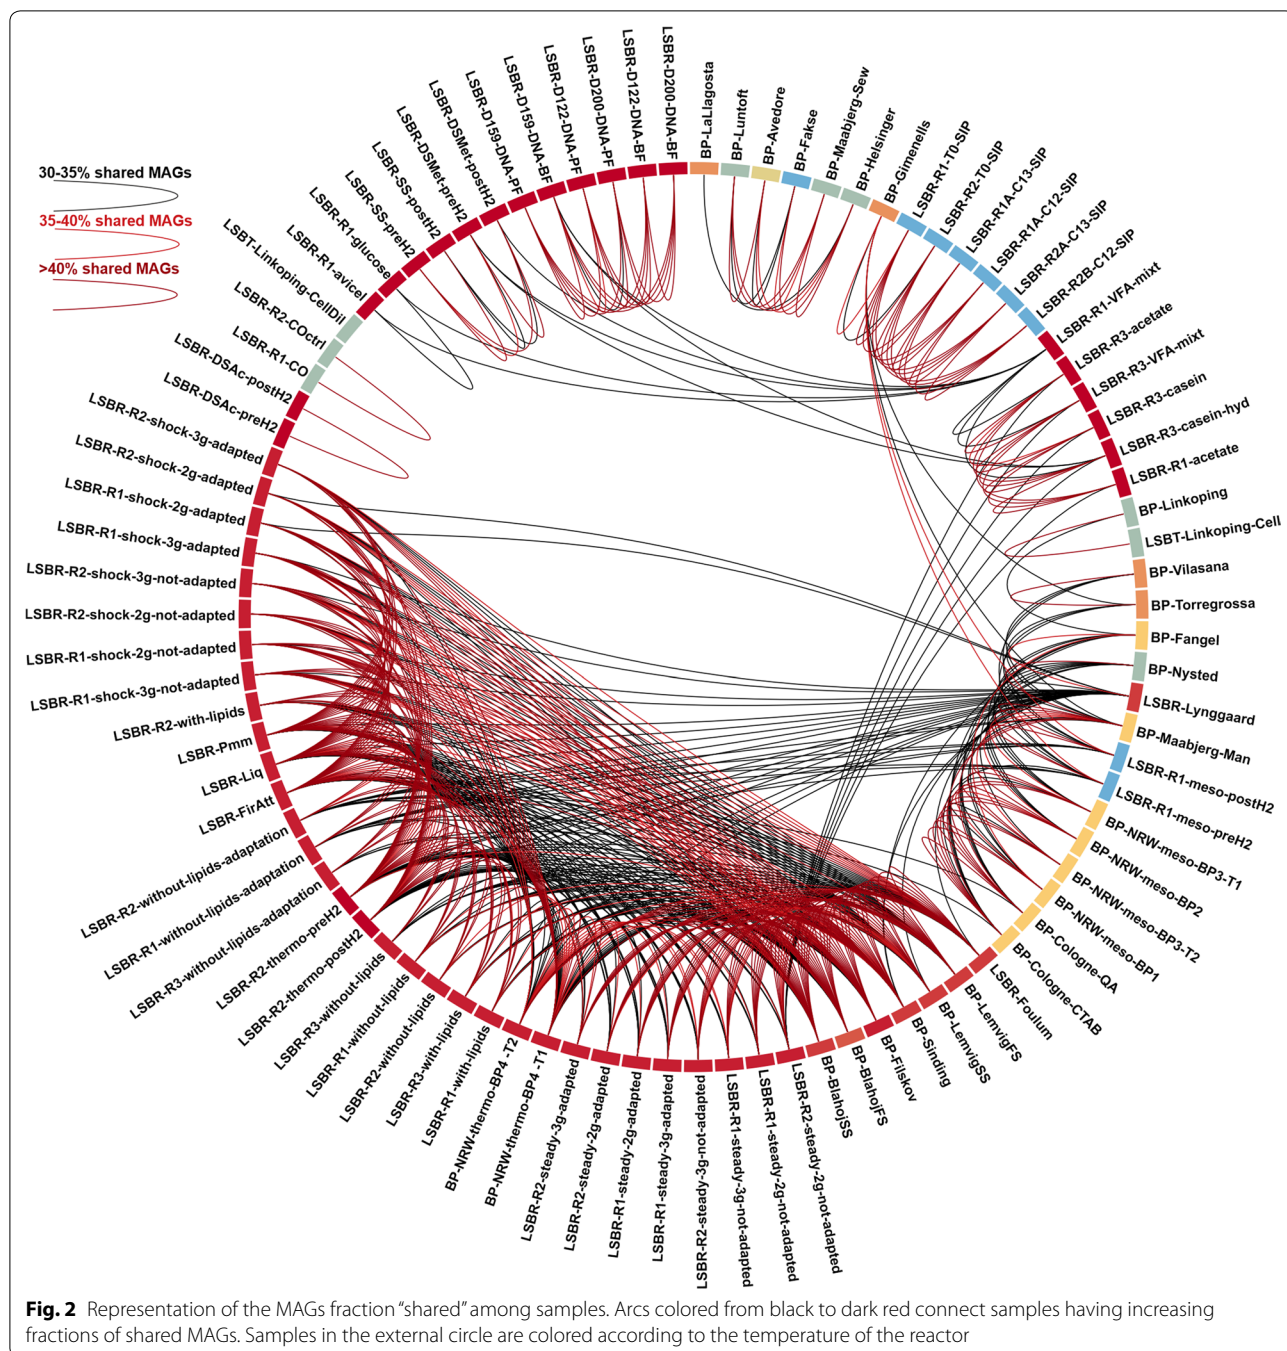 30-35% shared MAGs
35-40% shared MAGs
>40% shared MAGs
BP-LaLlagosta
BP-Luntoft
BP-Avedore
BP-Fakse
BP-Maabjerg-Sew
BP-Helsinger
BP-Gimenells
LSBR-R1-T0-SIP
LSBR-R2-T0-SIP
LSBR-R1A-C13-SIP
LSBR-R1A-C12-SIP
LSBR-R2A-C13-SIP
LSBR-R2B-C12-SIP
LSBR-R1-VFA-mixt
LSBR-R3-acetate
LSBR-R3-VFA-mixt
LSBR-R3-casein
LSBR-R3-casein-hyd
LSBR-R1-acetate
BP-Linkoping
LSBT-Linkoping-Cell
BP-Vilasana
BP-Torregrossa
BP-Fangel
BP-Nysted
LSBR-Lynggaard
BP-Maabjerg-Man
LSBR-R1-meso-postH2
LSBR-R1-meso-preH2
BP-NRW-meso-BP3-T1
BP-NRW-meso-BP2
BP-NRW-meso-BP3-T2
BP-NRW-meso-BP1
BP-Cologne-QA
BP-Cologne-CTAB
LSBR-Foulum
BP-LemvigFS
BP-LemvigSS
BP-Sinding
BP-Filskov
BP-BlahojFS
BP-BlahojSS
LSBR-R2-steady-2g-not-adapted
LSBR-R1-steady-2g-not-adapted
LSBR-R1-steady-3g-not-adapted
LSBR-R2-steady-3g-not-adapted
LSBR-R1-steady-3g-adapted
LSBR-R1-steady-2g-adapted
LSBR-R2-steady-2g-adapted
LSBR-R2-steady-3g-adapted
BP-NRW-thermo-BP4 -T1
BP-NRW-thermo-BP4 -T2
LSBR-R1-with-lipids
LSBR-R3-with-lipids
LSBR-R2-without-lipids
LSBR-R1-without-lipids
LSBR-R3-without-lipids
LSBR-R2-thermo-postH2
LSBR-R2-thermo-preH2
LSBR-R3-without-lipids-adaptation
LSBR-R1-without-lipids-adaptation
LSBR-R2-without-lipids-adaptation
LSBR-FirAtt
LSBR-Liq
LSBR-Pmm
LSBR-R2-with-lipids
LSBR-R1-shock-3g-not-adapted
LSBR-R1-shock-2g-not-adapted
LSBR-R2-shock-2g-not-adapted
LSBR-R2-shock-3g-not-adapted
LSBR-R1-shock-3g-adapted
LSBR-R1-shock-2g-adapted
LSBR-R2-shock-2g-adapted
LSBR-R2-shock-3g-adapted
LSBR-DSAc-preH2
LSBR-DSAc-postH2
LSBR-R1-CO
LSBR-R2-COctrl
LSBT-Linkoping-CellDil
LSBR-R1-avicel
LSBR-R1-glucose
LSBR-SS-preH2
LSBR-SS-postH2
LSBR-DSMet-preH2
LSBR-DSMet-postH2
LSBR-D159-DNA-PF
LSBR-D159-DNA-BF
LSBR-D122-DNA-PF
LSBR-D200-DNA-PF
LSBR-D122-DNA-BF
LSBR-D200-DNA-BF
Fig. 2 Representation of the MAGs fraction “shared” among samples. Arcs colored from black to dark red connect samples having increasing
fractions of shared MAGs. Samples in the external circle are colored according to the temperature of the reactor